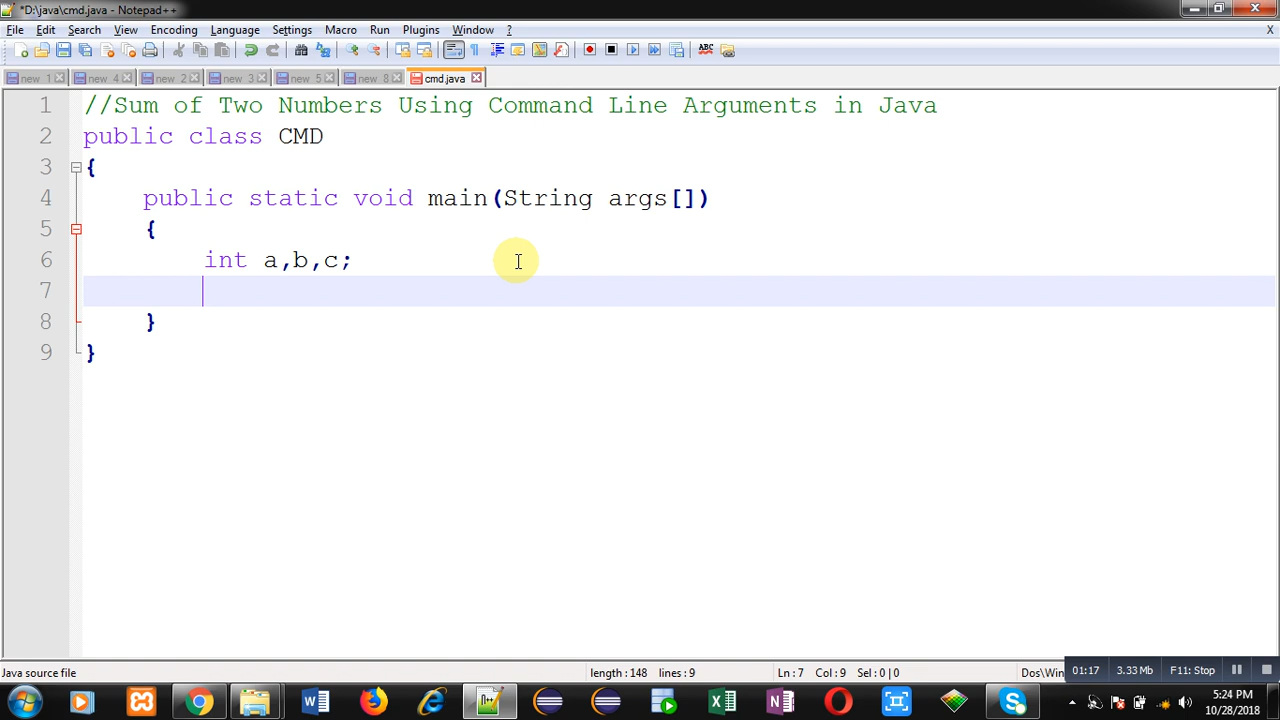 *D:\java\cmd.java - Notepad++
File Edit Search View Encoding Language Settings Macro Run Plugins Window ? X
new 1 new 4 new 2 new 3 new 5 new 8 cmd.java
1 //Sum of Two Numbers Using Command Line Arguments in Java
2 public class CMD
3 {
4 public static void main(String args[])
5 {
6 int a,b,c;
7
8 }
9 }
Java source file length : 148 lines : 9 Ln : 7 Col : 9 Sel : 0 | 0 Dos\Win 01:17 3.33 Mb F11: Stop
5:24 PM
10/28/2018